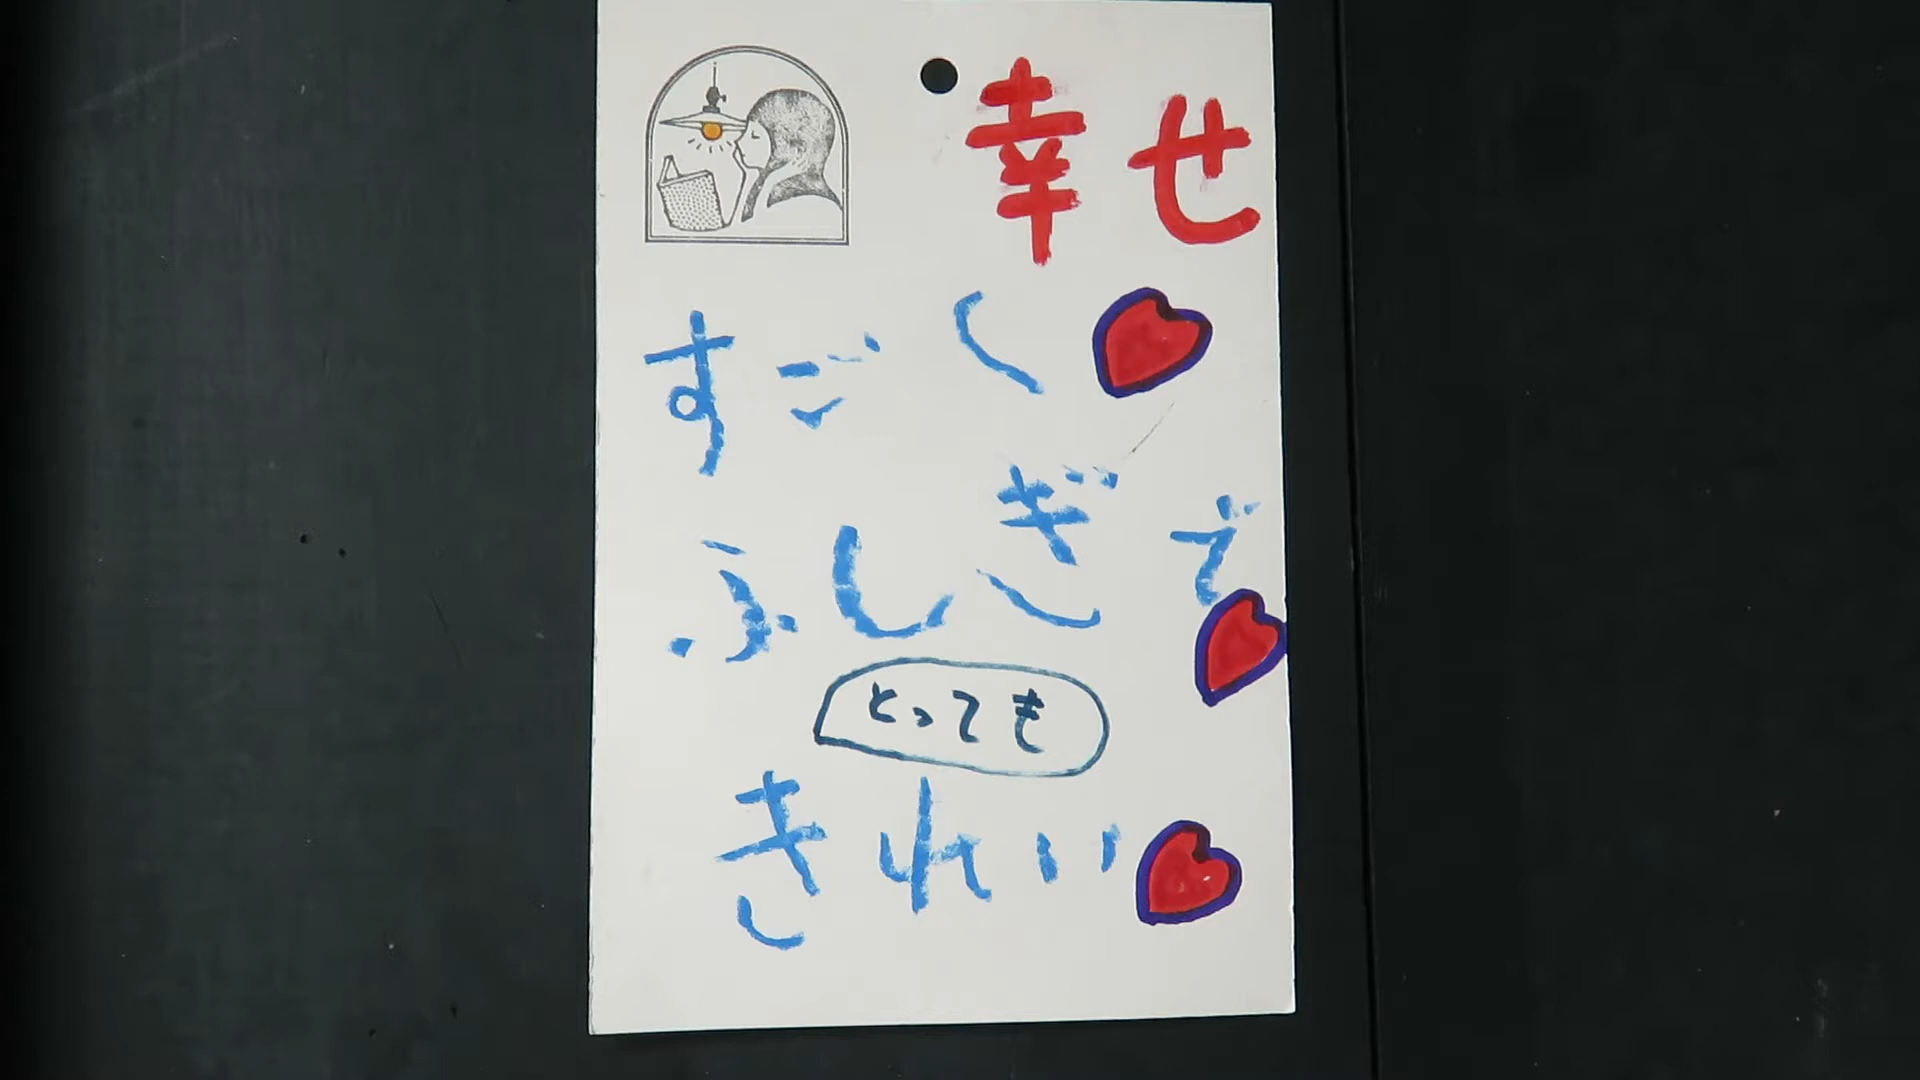 幸せ
すごく
ふしぎで
とっても
きれい